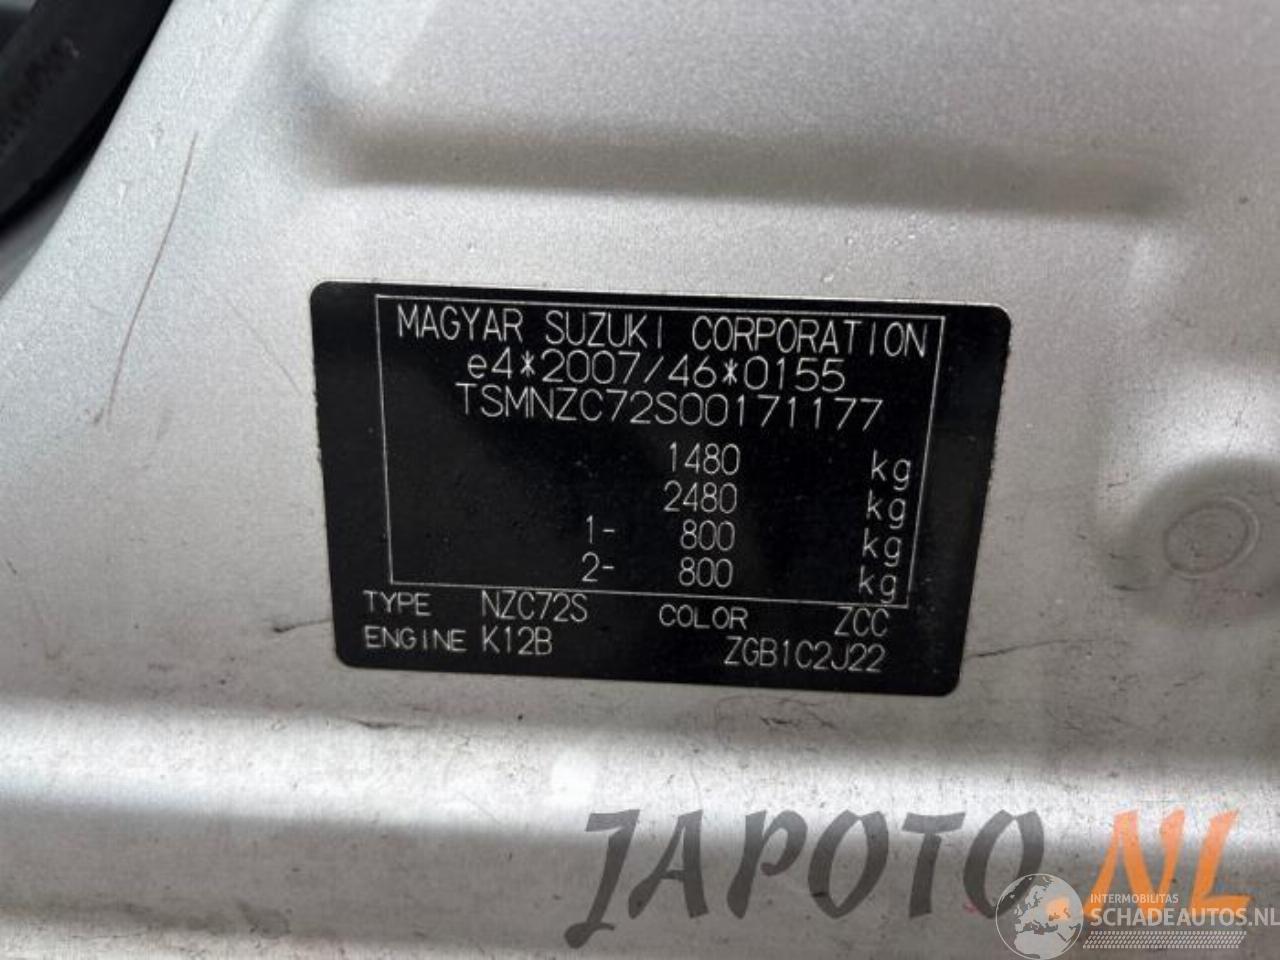 MAGYAR SUZUKI CORPORATION
e4*2007/46*0155
TSMNZC72S00171177
1480 kg
2480 kg
1- 800 kg
2- 800 kg
TYPE NZC72S COLOR ZCC
ENGINE K12B ZGB1C2J22
JAPOTO.NL
INTERMOBILITAS
SCHADEAUTOS.NL